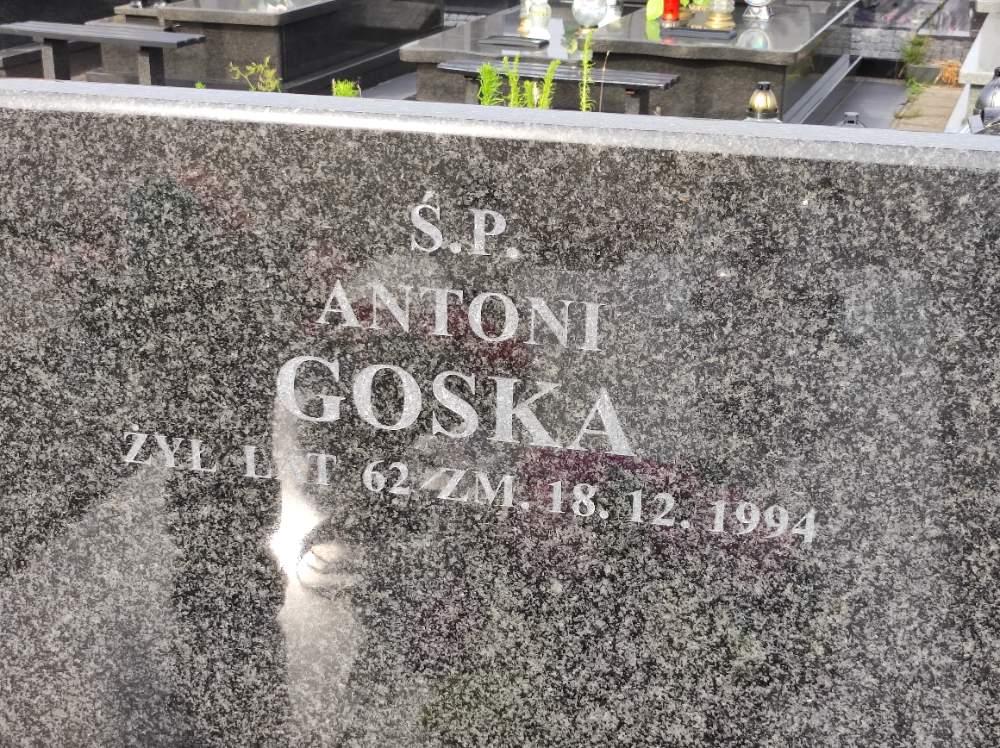 Ś.P.
ANTONI
GOSKA
ŻYŁ LAT 62 ZM. 18. 12. 1994